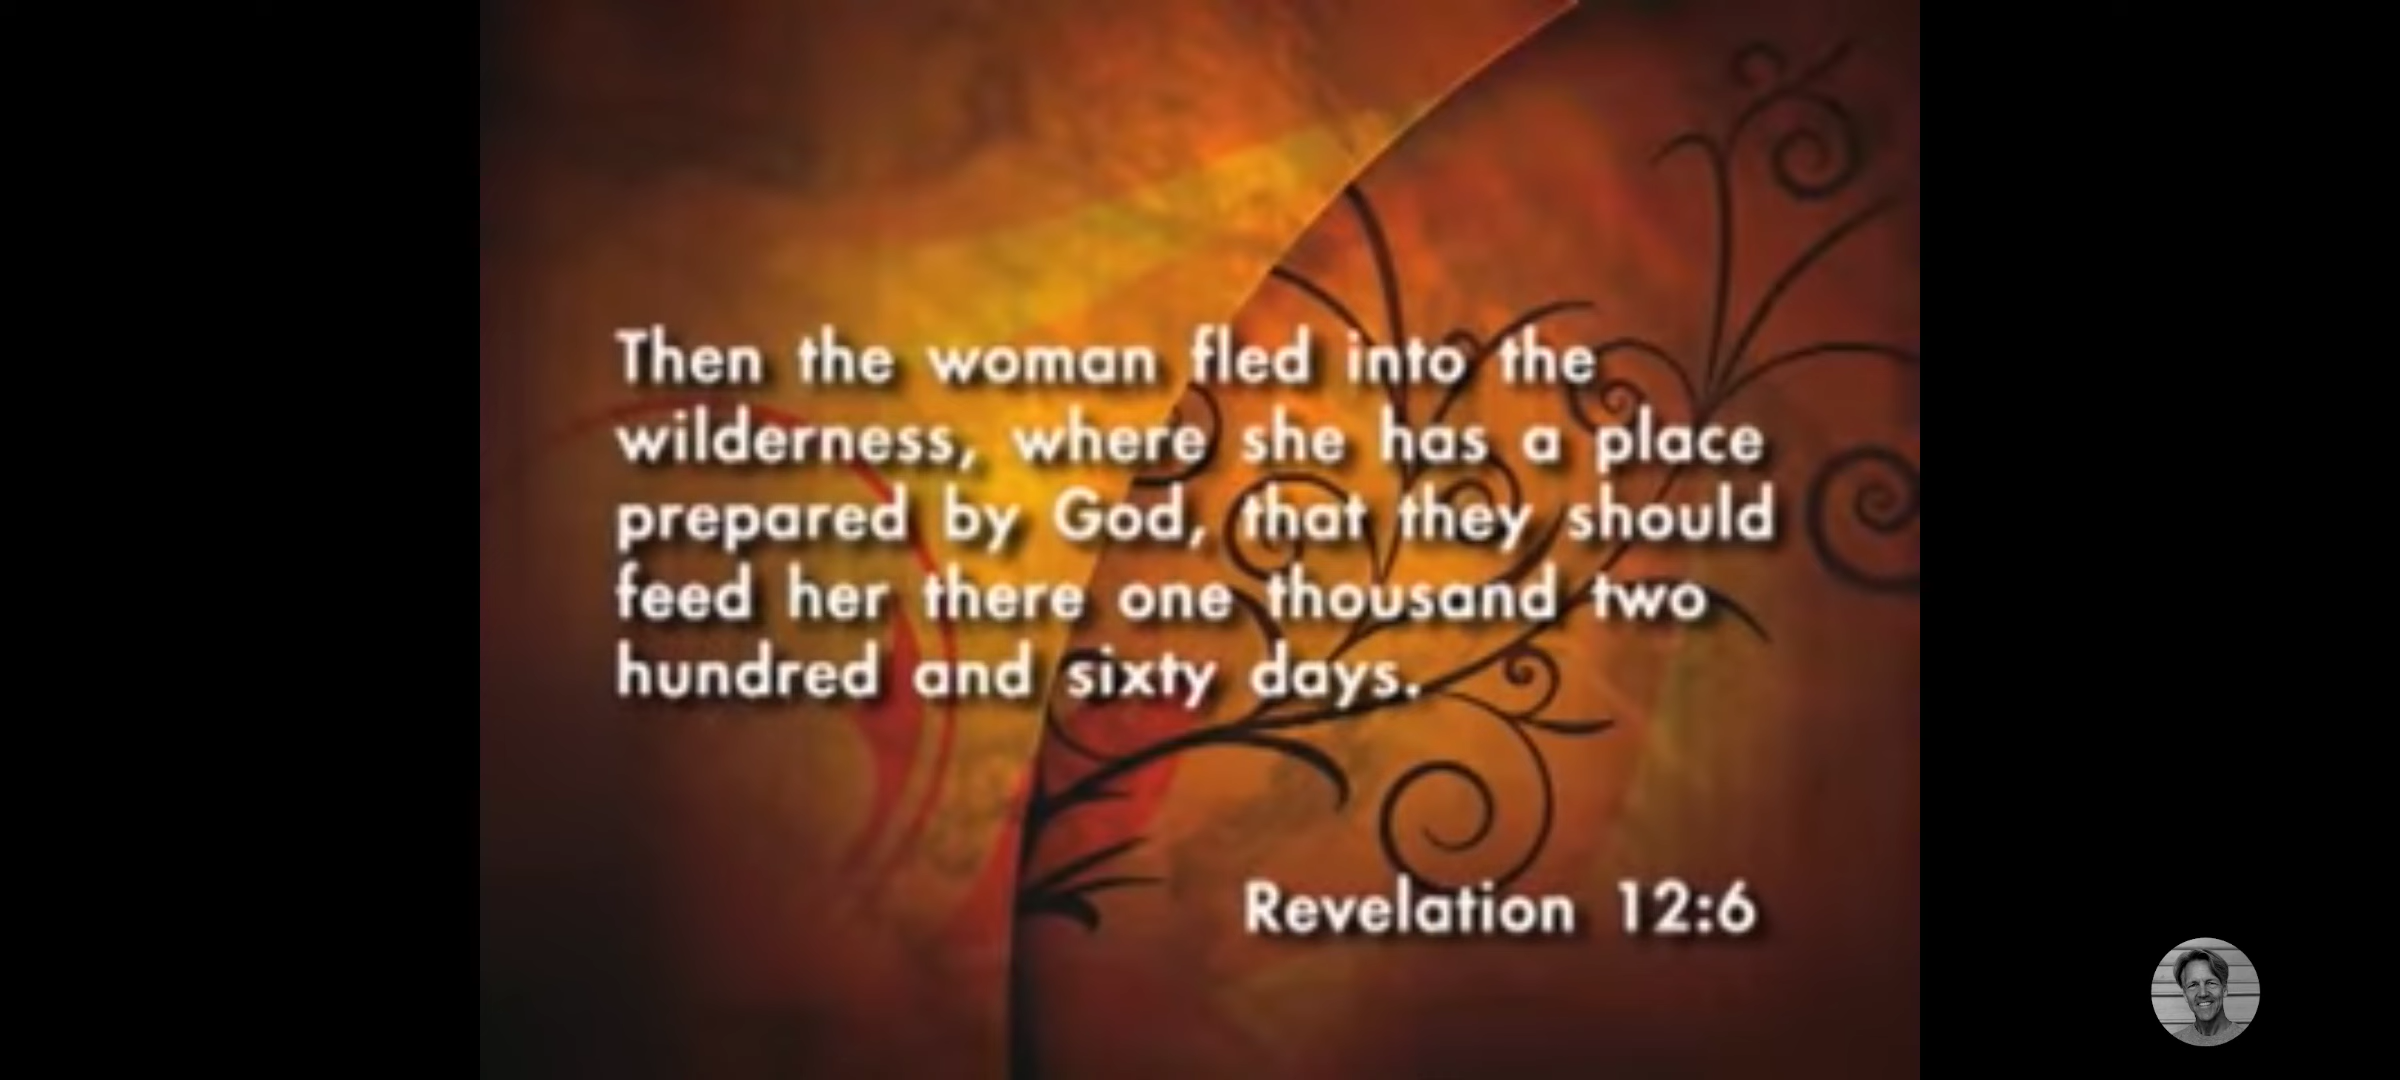 Then the woman fled into the
wilderness, where she has a place
prepared by God, that they should
feed her there one thousand two
hundred and sixty days.
Revelation 12:6